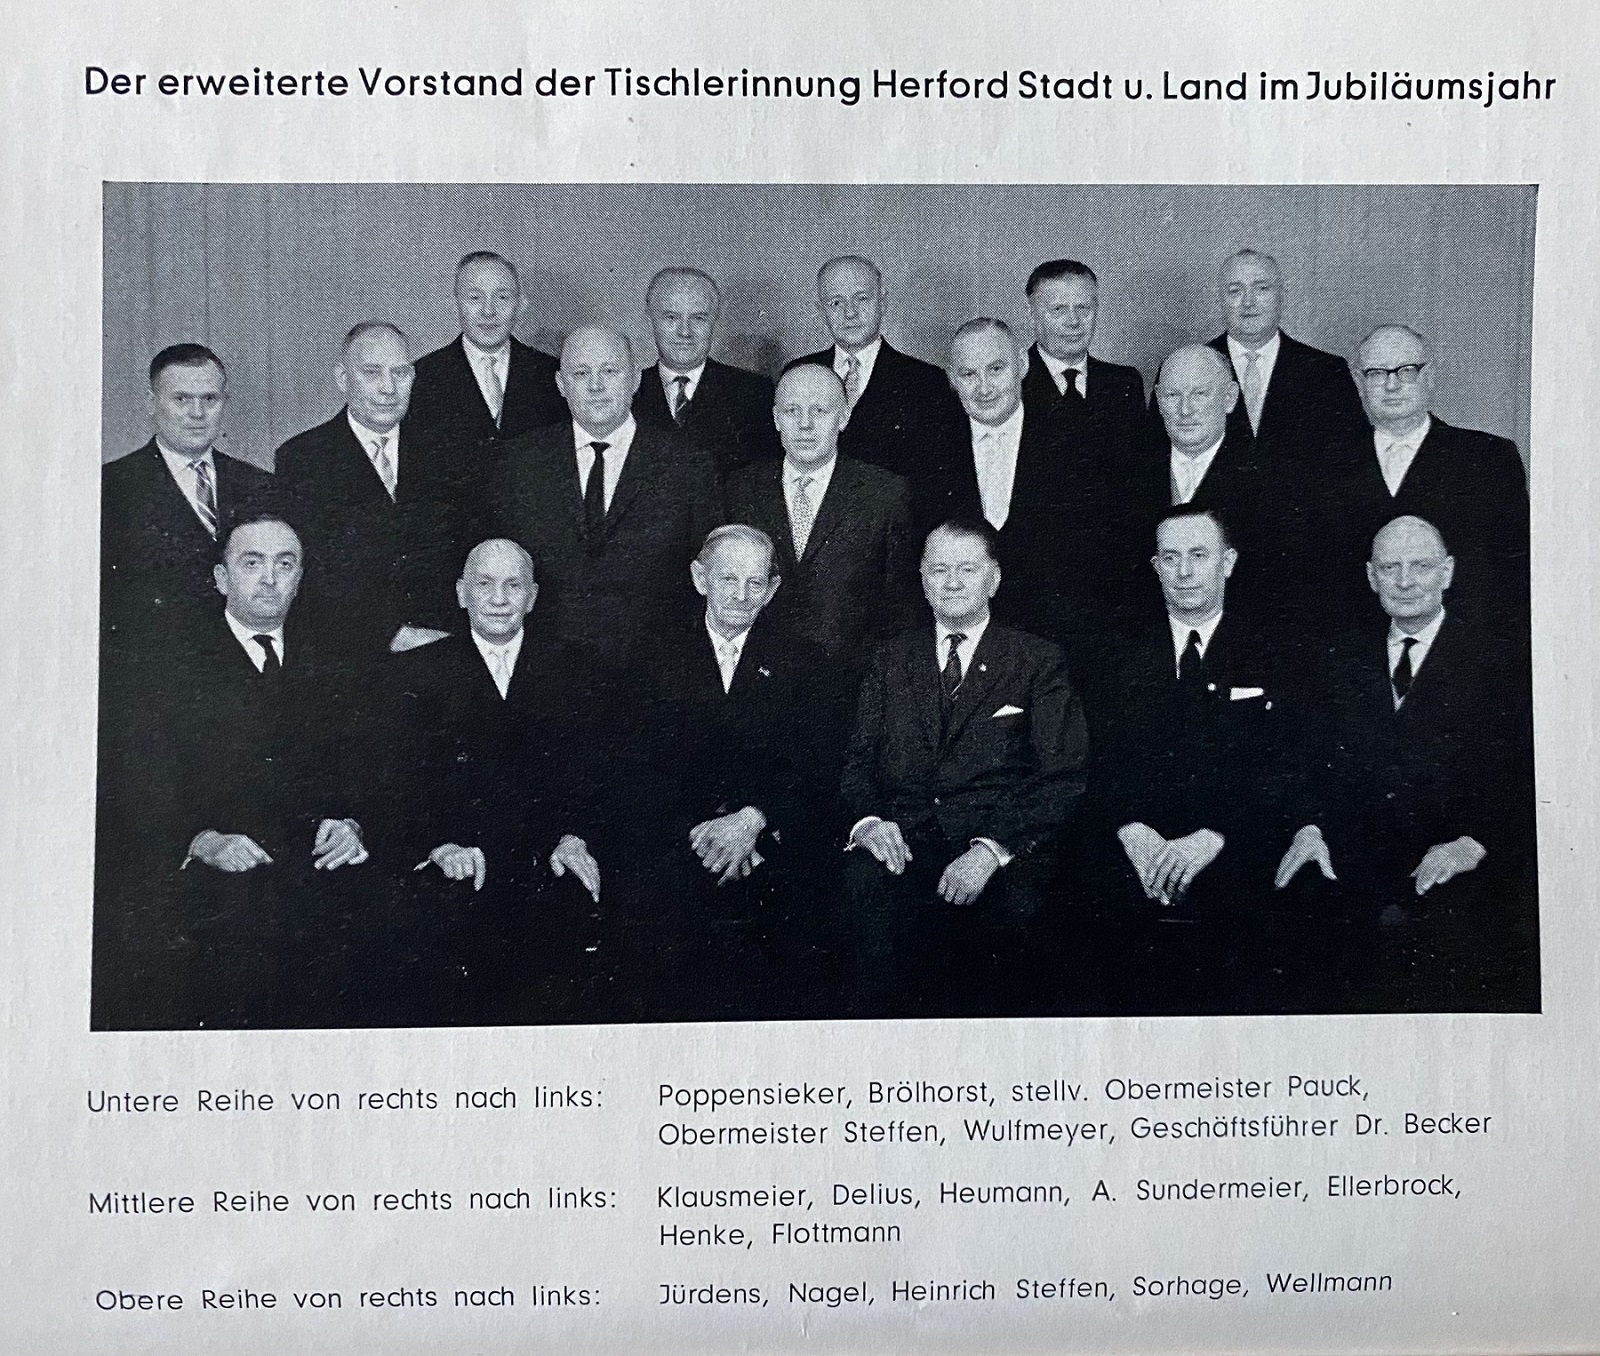 Der erweiterte Vorstand der Tischlerinnung Herford Stadt u. Land im Jubiläumsjahr
Untere Reihe von rechts nach links: Poppensieker, Brölhorst, stellv. Obermeister Pauck,
Obermeister Steffen, Wulfmeyer, Geschäftsführer Dr. Becker
Mittlere Reihe von rechts nach links: Klausmeier, Delius, Heumann, A. Sundermeier, Ellerbrock,
Henke, Flottmann
Obere Reihe von rechts nach links: Jürdens, Nagel, Heinrich Steffen, Sorhage, Wellmann